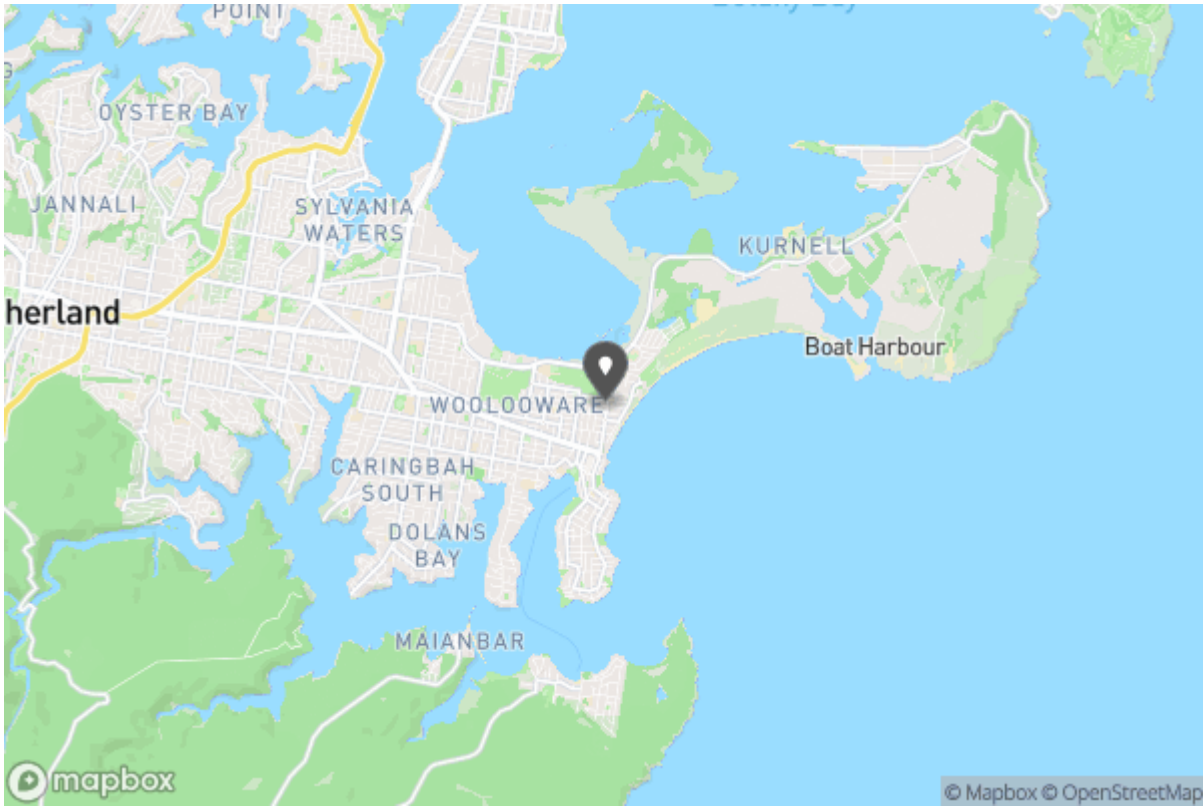 POINT
OYSTER BAY
JANNALI
SYLVANIA
WATERS
KURNELL
herland
Boat Harbour
WOOLOOWARE
CARINGBAH
SOUTH
DOLANS
BAY
MAIANBAR
mapbox
© Mapbox © OpenStreetMap